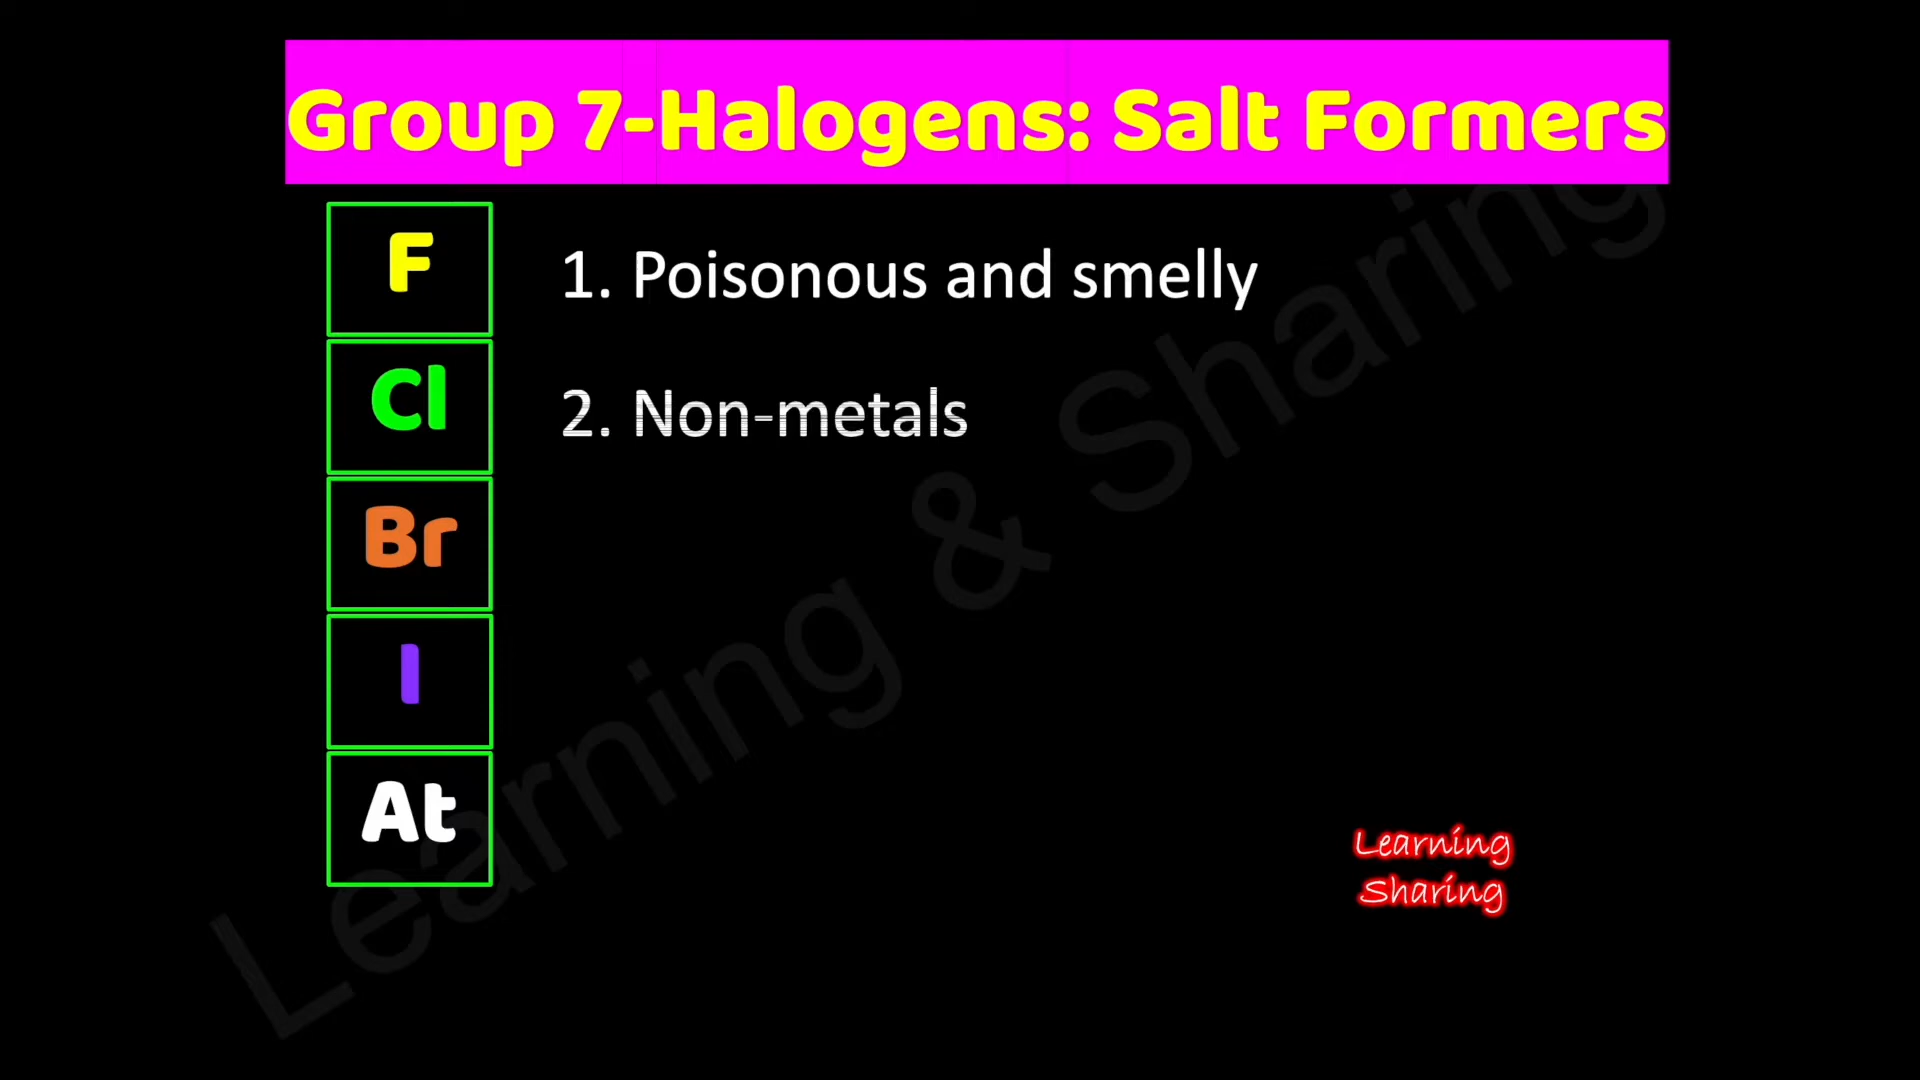 Group 7-Halogens: Salt Formers
F
1. Poisonous and smelly
Cl
2. Non-metals
Br
I
At
Learning & Sharing
Learning
Sharing